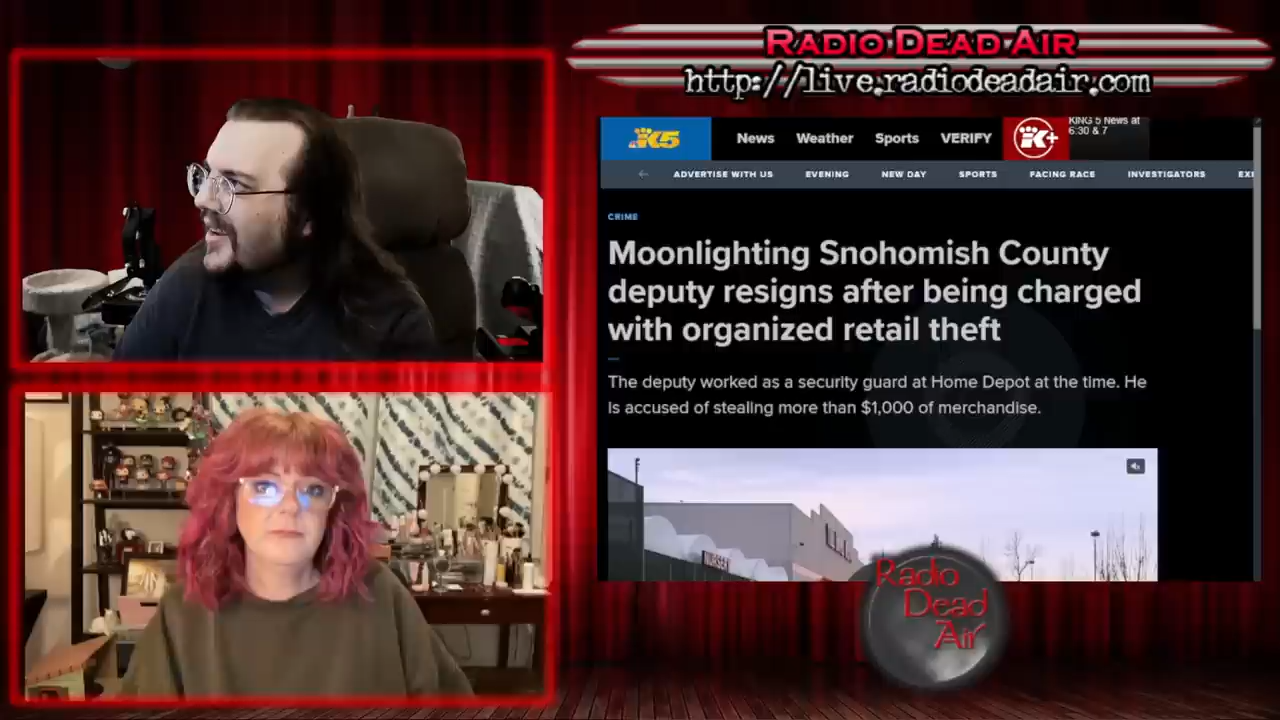 RADIO DEAD AIR
http://live.radiodeadair.com
K5
News
Weather
Sports
VERIFY
K+
KING 5 News at
6:30 & 7
ADVERTISE WITH US
EVENING
NEW DAY
SPORTS
FACING RACE
INVESTIGATORS
CRIME
Moonlighting Snohomish County
deputy resigns after being charged
with organized retail theft
The deputy worked as a security guard at Home Depot at the time. He
is accused of stealing more than $1,000 of merchandise.
NURSERY
Radio
Dead
Air